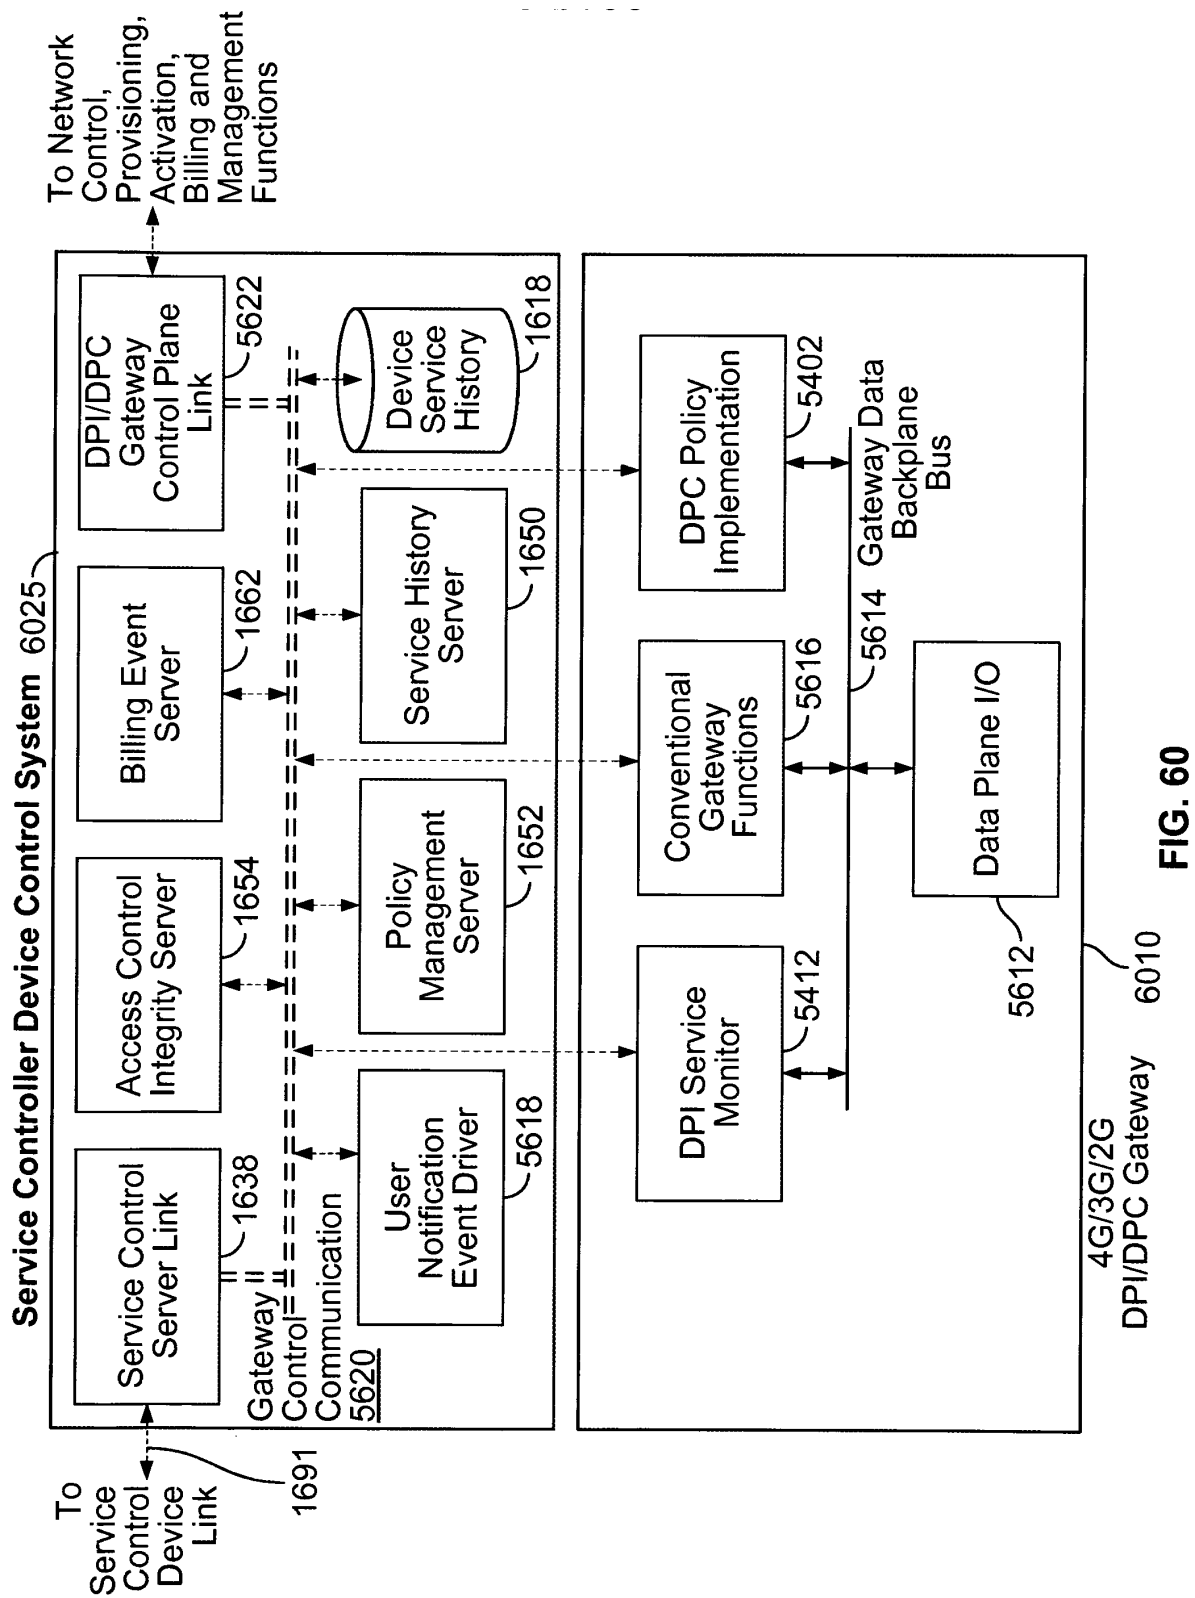 Service Controller Device Control System 6025
To
Service
Control
Device
Link
1691
Service Control
Server Link
1638
Access Control
Integrity Server
1654
Billing Event
Server
1662
DPI/DPC
Gateway
Control Plane
Link
5622
To Network
Control,
Provisioning,
Activation,
Billing and
Management
Functions
Gateway
Control
Communication
5620
User
Notification
Event Driver
5618
Policy
Management
Server
1652
Service History
Server
1650
Device
Service
History
1618
DPI Service
Monitor
5412
Conventional
Gateway
Functions
5616
DPC Policy
Implementation
5402
5614
Gateway Data
Backplane
Bus
Data Plane I/O
5612
4G/3G/2G
DPI/DPC Gateway
6010
FIG. 60